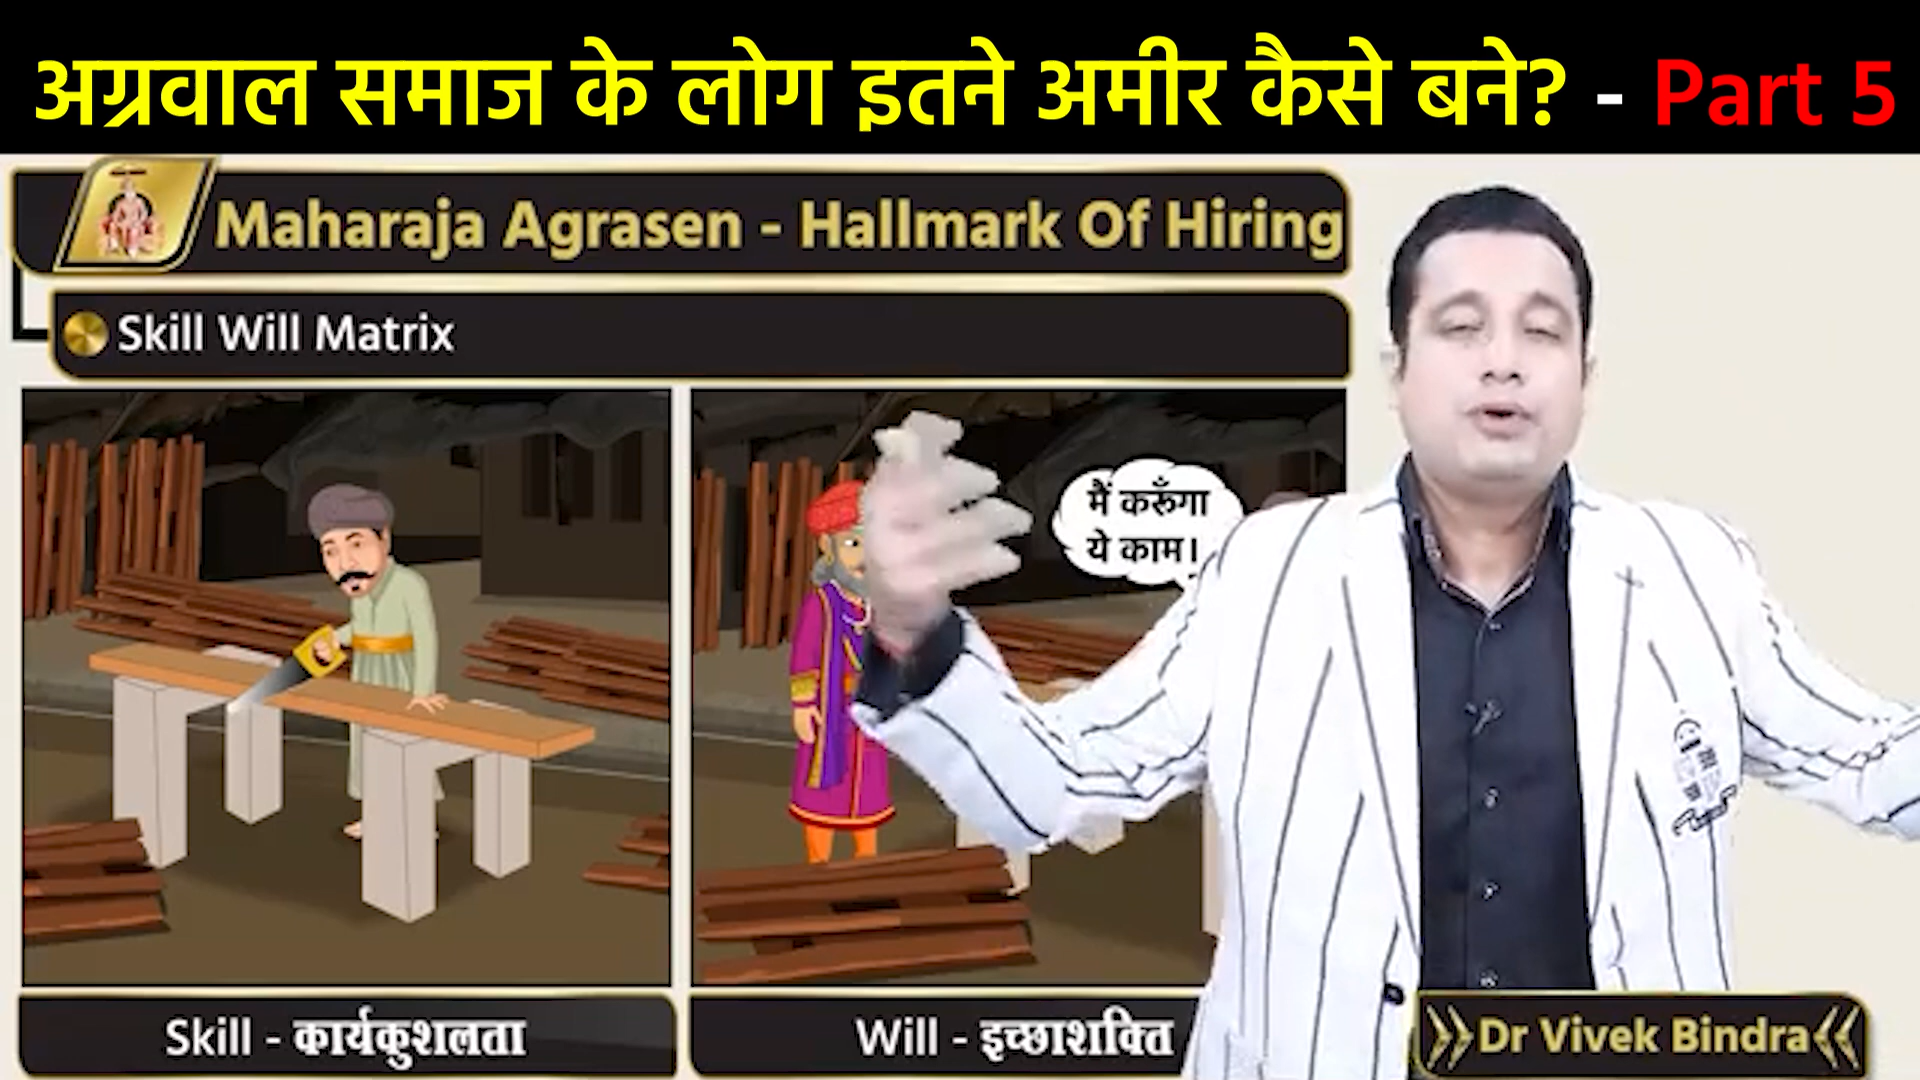 अग्रवाल समाज के लोग इतने अमीर कैसे बने? - Part 5
Maharaja Agrasen - Hallmark Of Hiring
Skill Will Matrix
मैं करूँगा
ये काम।
Skill - कार्यकुशलता
Will - इच्छाशक्ति
Dr Vivek Bindra